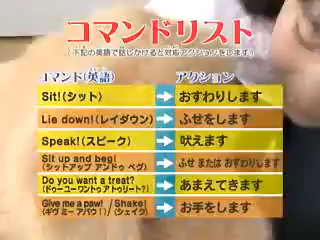 コマンドリスト
(下記の英語で話しかけると対応アクションをします)
コマンド(英語) アクション
Sit!(シット) おすわりします
Lie down!(レイダウン) ふせをします
Speak!(スピーク) 吠えます
Sit up and beg!
(シットアップ アンドゥ ベグ) ふせ または おすわりします
Do you want a treat?
(ドゥーユーワントゥ アトゥリート?) あまえてきます
Give me a paw! / Shake!
(ギヴ ミー アパウ!) / (シェイク) お手をします